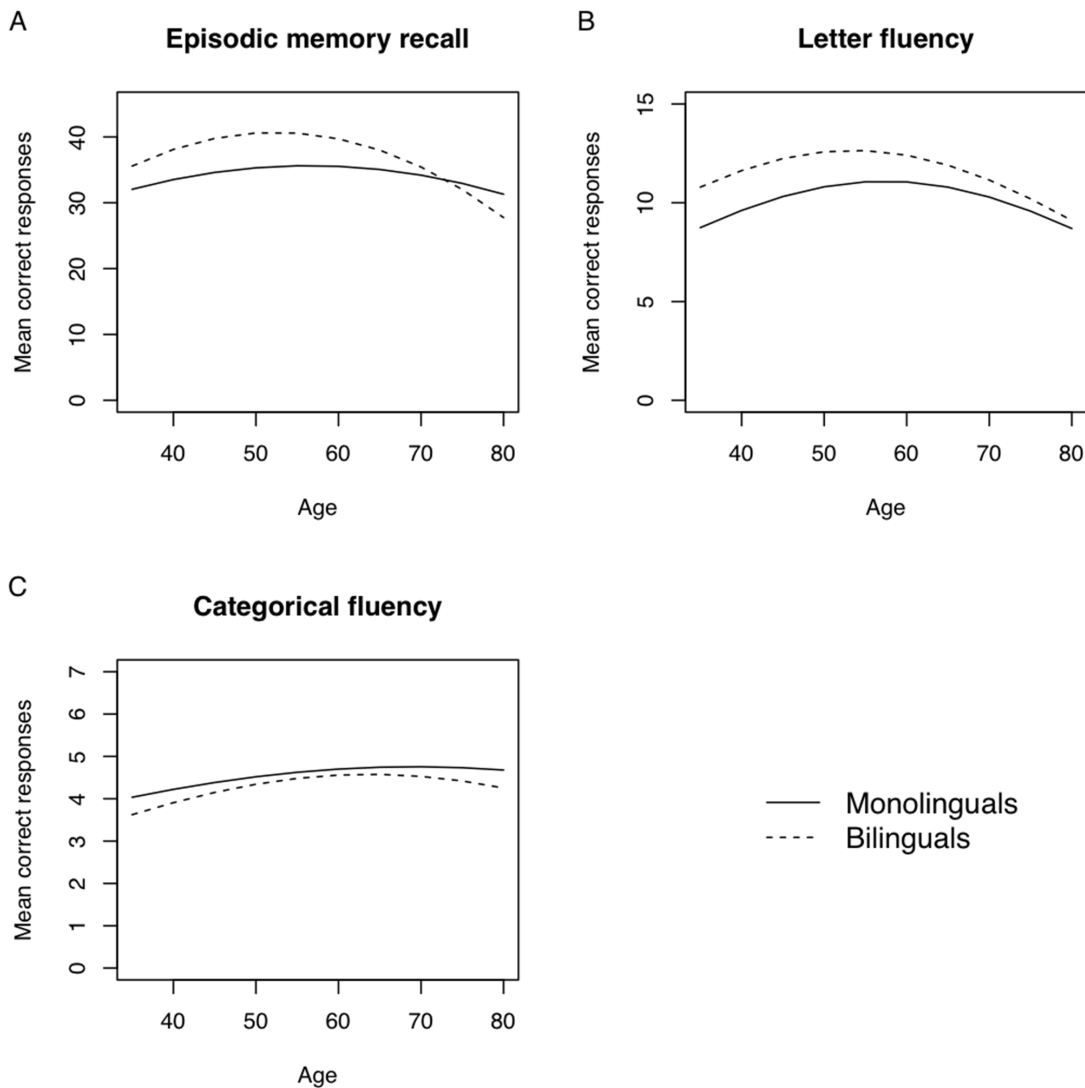 A
Episodic memory recall
Mean correct responses
0 10 20 30 40
40 50 60 70 80
Age
B
Letter fluency
Mean correct responses
0 5 10 15
40 50 60 70 80
Age
C
Categorical fluency
Mean correct responses
0 1 2 3 4 5 6 7
40 50 60 70 80
Age
Monolinguals
Bilinguals